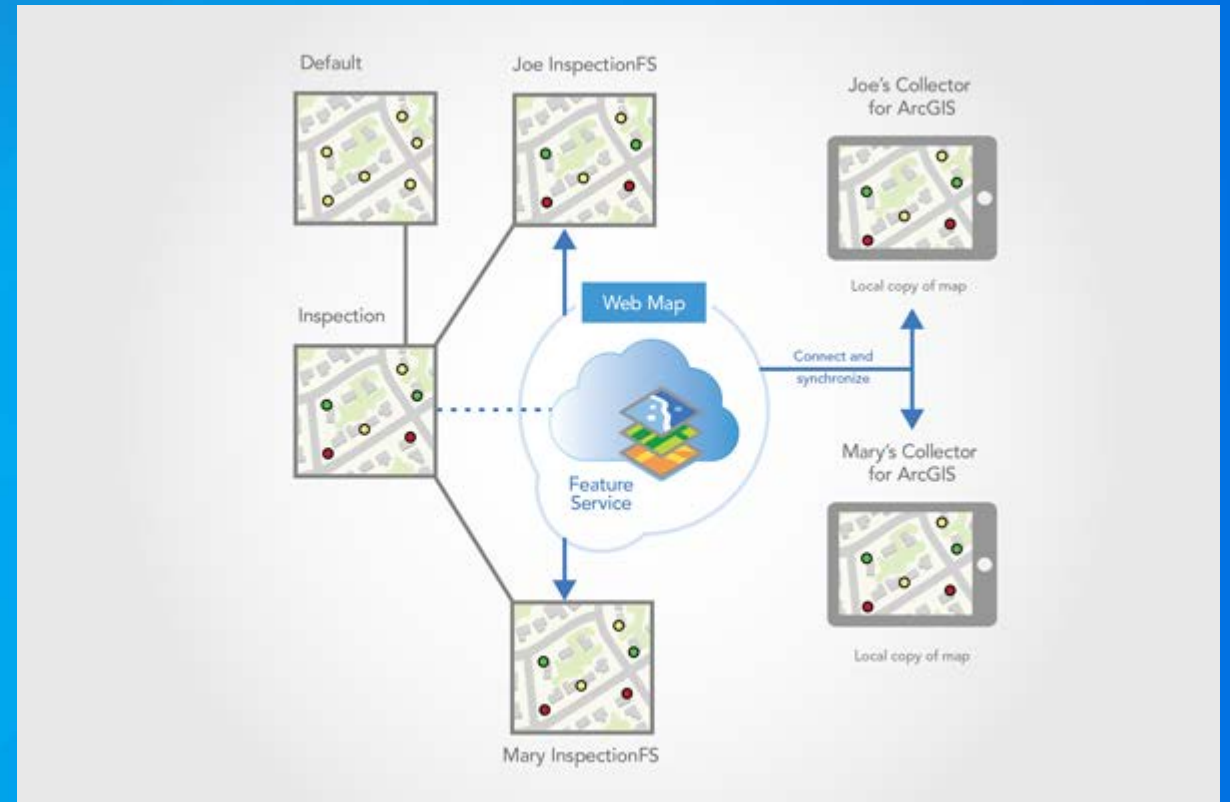 Default
Joe InspectionFS
Joe's Collector
for ArcGIS
Local copy of map
Inspection
Web Map
Connect and
synchronize
Feature
Service
Mary's Collector
for ArcGIS
Local copy of map
Mary InspectionFS